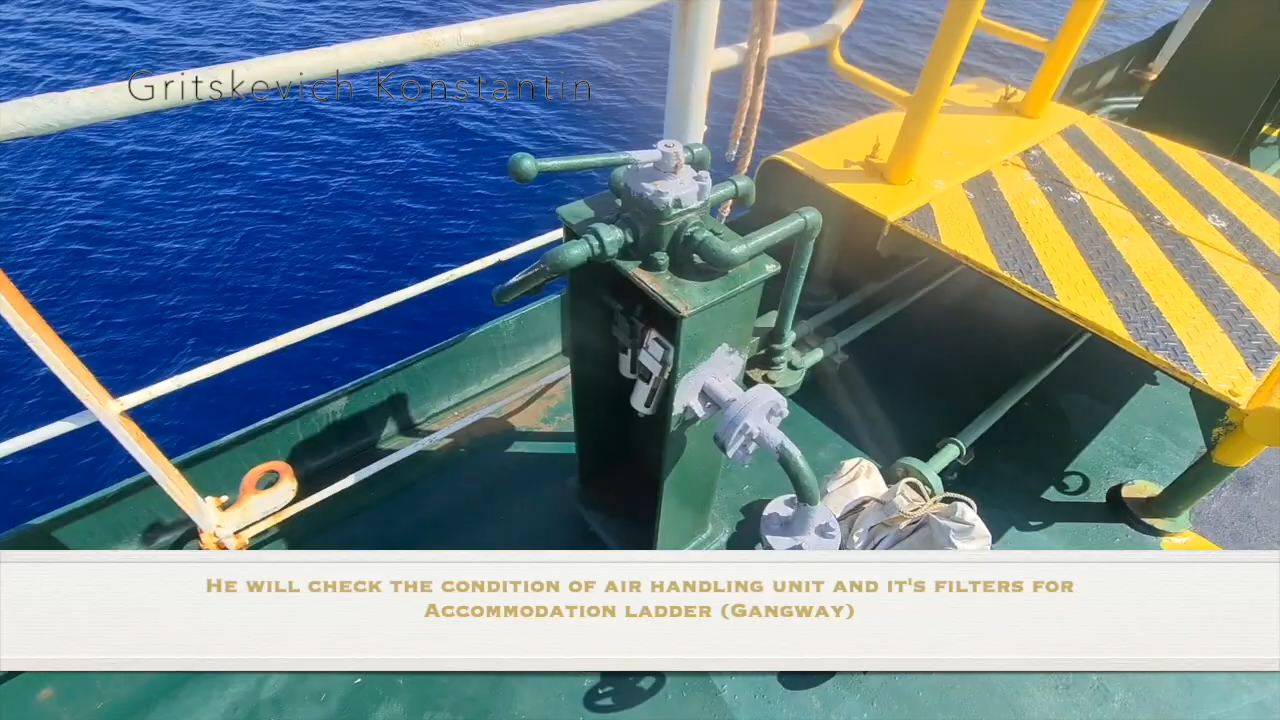 Gritskevich Konstantin
He will check the condition of air handling unit and it's filters for
Accommodation ladder (Gangway)